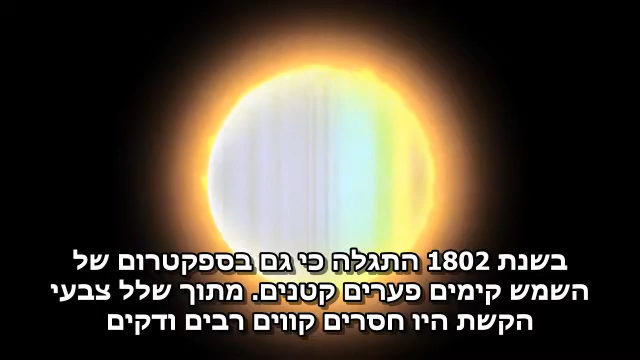 בשנת 1802 התגלה כי גם בספקטרום של
השמש קימים פערים קטנים. מתוך שלל צבעי
הקשת היו חסרים קווים רבים ודקים